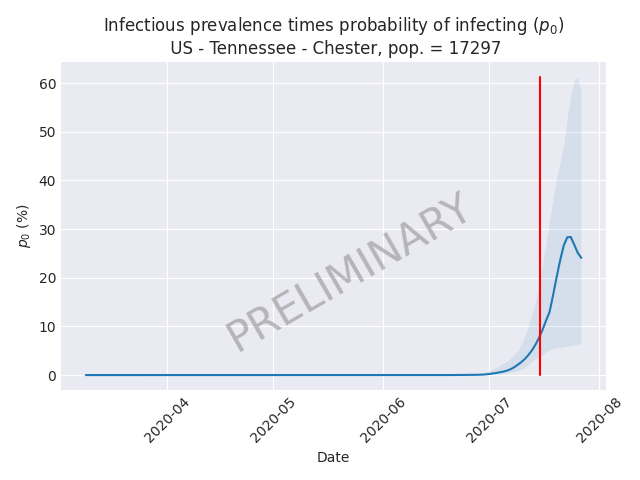 Infectious prevalence times probability of infecting (p₀)
US - Tennessee - Chester, pop. = 17297
60
50
40
30
20
10
0
p₀ (%)
PRELIMINARY
2020-04
2020-05
2020-06
2020-07
2020-08
Date